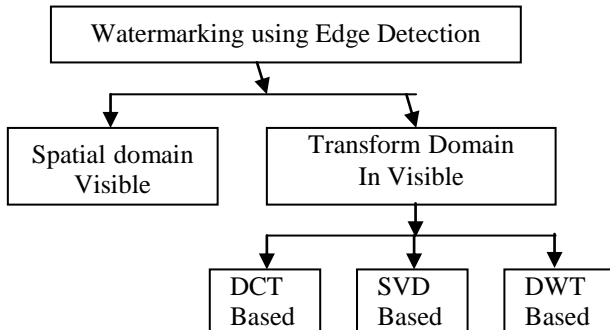 Watermarking using Edge Detection
Spatial domain
Visible
Transform Domain
In Visible
DCT
Based
SVD
Based
DWT
Based